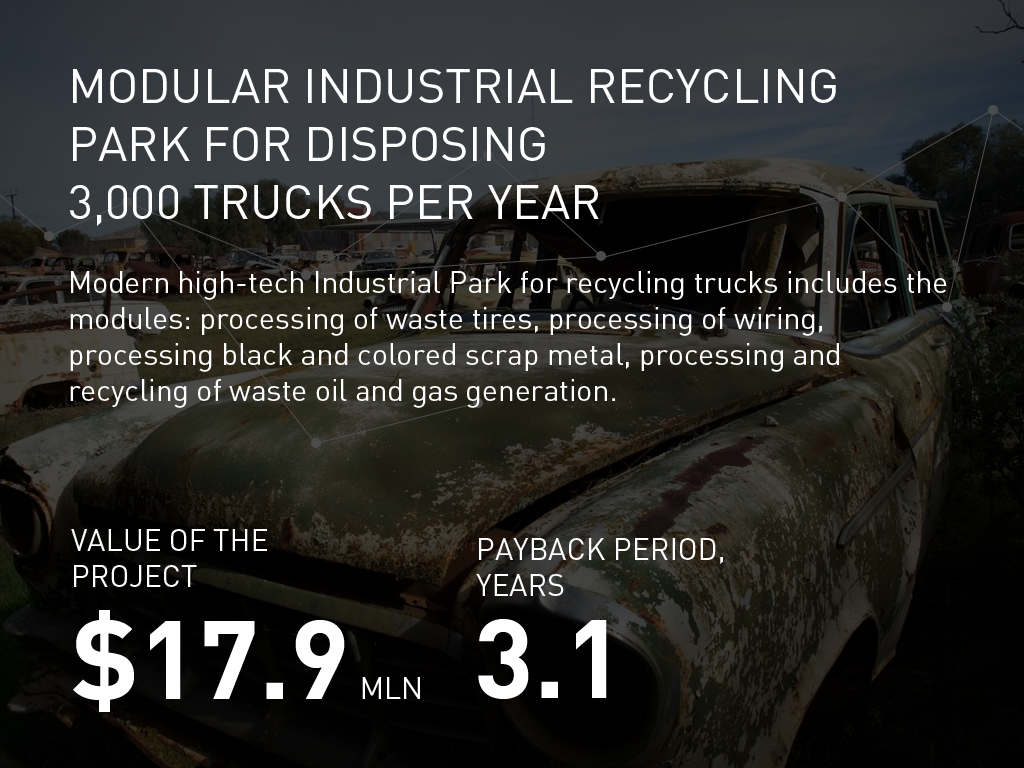 MODULAR INDUSTRIAL RECYCLING
PARK FOR DISPOSING
3,000 TRUCKS PER YEAR
Modern high-tech Industrial Park for recycling trucks includes the
modules: processing of waste tires, processing of wiring,
processing black and colored scrap metal, processing and
recycling of waste oil and gas generation.
VALUE OF THE
PROJECT
$17.9 MLN
PAYBACK PERIOD,
YEARS
3.1